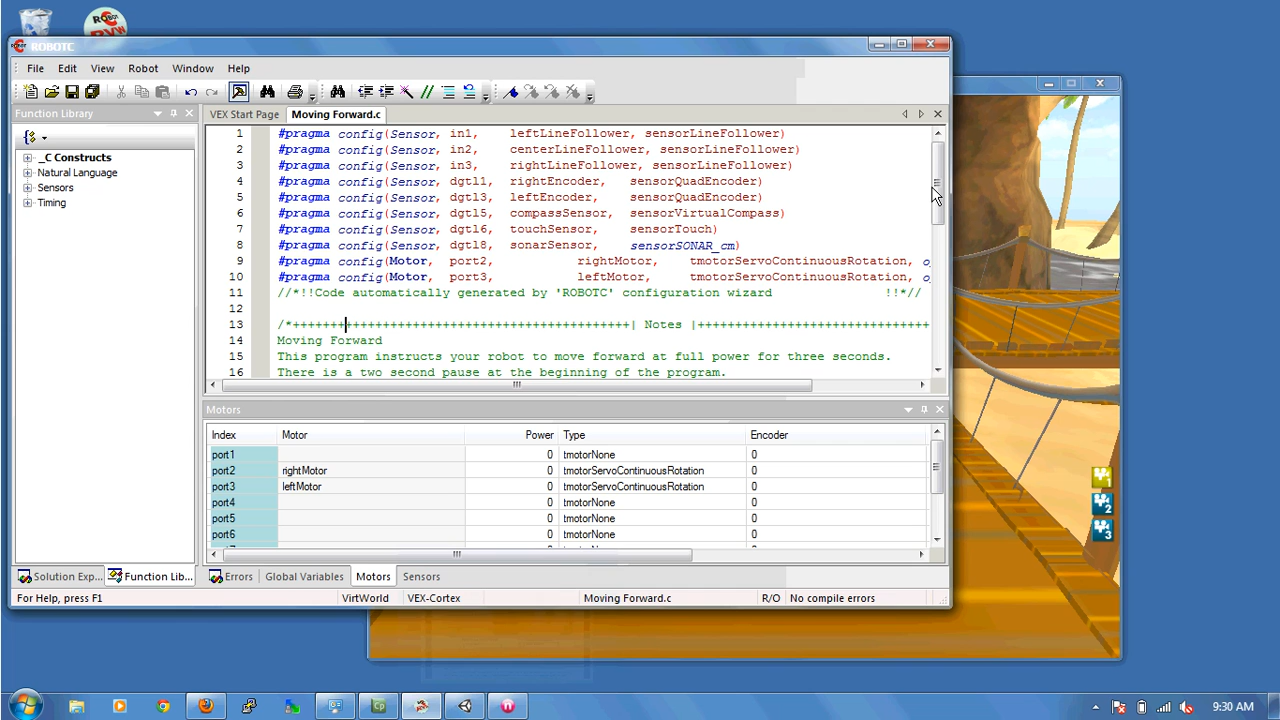 ROBOT
RVW
ROBOTC
File Edit View Robot Window Help
Function Library
VEX Start Page Moving Forward.c
_C Constructs
Natural Language
Sensors
Timing
1 #pragma config(Sensor, in1, leftLineFollower, sensorLineFollower)
2 #pragma config(Sensor, in2, centerLineFollower, sensorLineFollower)
3 #pragma config(Sensor, in3, rightLineFollower, sensorLineFollower)
4 #pragma config(Sensor, dgtl1, rightEncoder, sensorQuadEncoder)
5 #pragma config(Sensor, dgtl3, leftEncoder, sensorQuadEncoder)
6 #pragma config(Sensor, dgtl5, compassSensor, sensorVirtualCompass)
7 #pragma config(Sensor, dgtl6, touchSensor, sensorTouch)
8 #pragma config(Sensor, dgtl8, sonarSensor, sensorSONAR_cm)
9 #pragma config(Motor, port2, rightMotor, tmotorServoContinuousRotation,
10 #pragma config(Motor, port3, leftMotor, tmotorServoContinuousRotation,
11 //*!!Code automatically generated by 'ROBOTC' configuration wizard !!*//
12
13 /*+++++++++++++++++++++++++++++++++++++++++++++| Notes |+++++++++++++++++++++++++++++++
14 Moving Forward
15 This program instructs your robot to move forward at full power for three seconds.
16 There is a two second pause at the beginning of the program.
Motors
Index Motor Power Type Encoder
port1 0 tmotorNone 0
port2 rightMotor 0 tmotorServoContinuousRotation 0
port3 leftMotor 0 tmotorServoContinuousRotation 0
port4 0 tmotorNone 0
port5 0 tmotorNone 0
port6 0 tmotorNone 0
Solution Exp... Function Lib... Errors Global Variables Motors Sensors
For Help, press F1 VirtWorld VEX-Cortex Moving Forward.c R/O No compile errors
1
2
3
Cp
9:30 AM